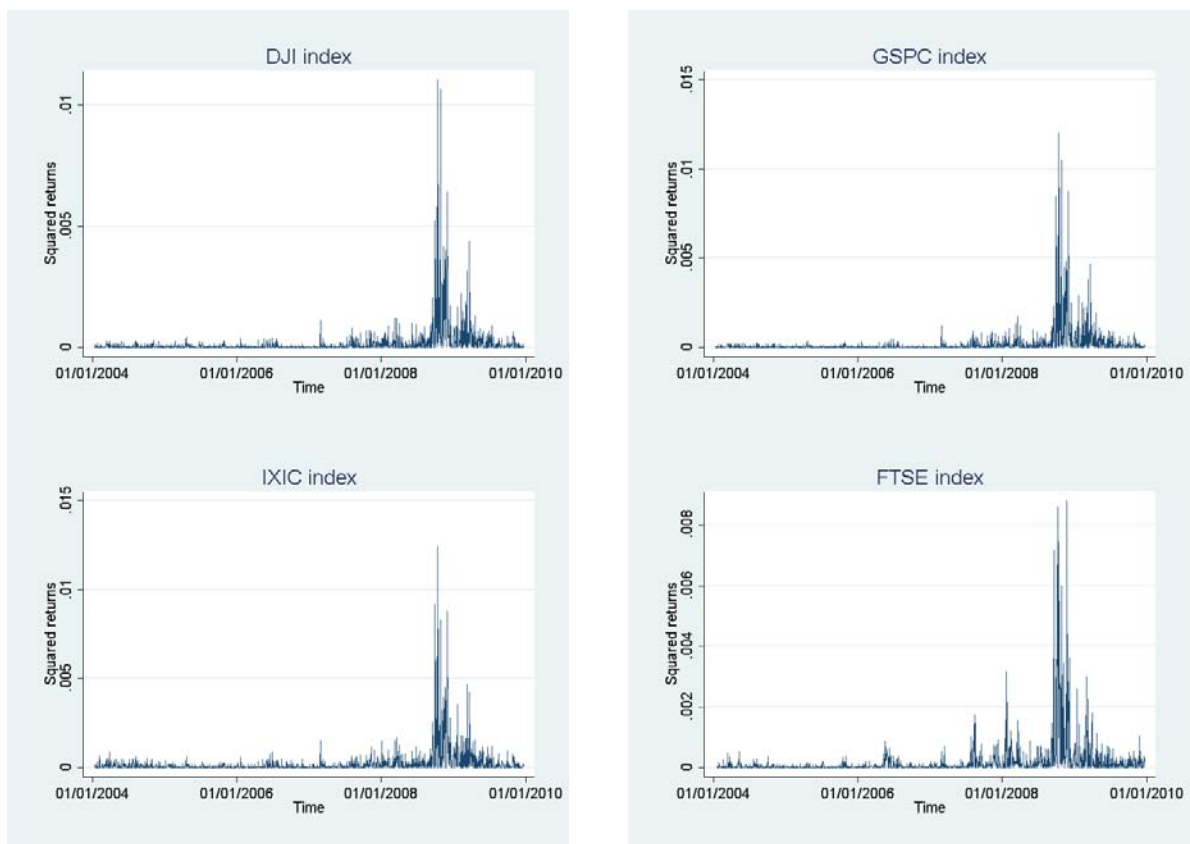 DJI index
Squared returns
.01
.005
0
01/01/2004 01/01/2006 01/01/2008 01/01/2010
Time
GSPC index
Squared returns
.015
.01
.005
0
01/01/2004 01/01/2006 01/01/2008 01/01/2010
Time
IXIC index
Squared returns
.015
.01
.005
0
01/01/2004 01/01/2006 01/01/2008 01/01/2010
Time
FTSE index
Squared returns
.008
.006
.004
.002
0
01/01/2004 01/01/2006 01/01/2008 01/01/2010
Time